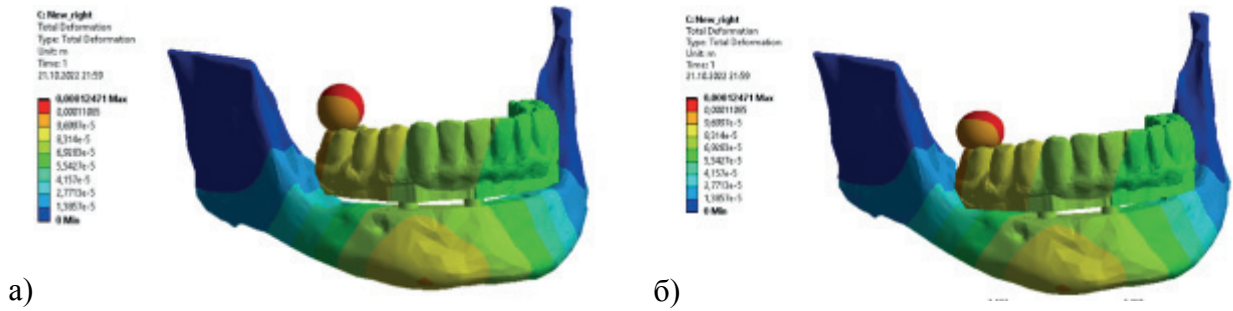 C: New_right
Total Deformation
Type: Total Deformation
Unit: m
Time: 1
21.10.2022 21:59
0,00012471 Max
0,00011085
9,6997e-5
8,314e-5
6,9283e-5
5,5427e-5
4,157e-5
2,7713e-5
1,3857e-5
0 Min
а)
C: New_right
Total Deformation
Type: Total Deformation
Unit: m
Time: 1
21.10.2022 21:59
0,00012471 Max
0,00011085
9,6997e-5
8,314e-5
6,9283e-5
5,5427e-5
4,157e-5
2,7713e-5
1,3857e-5
0 Min
б)